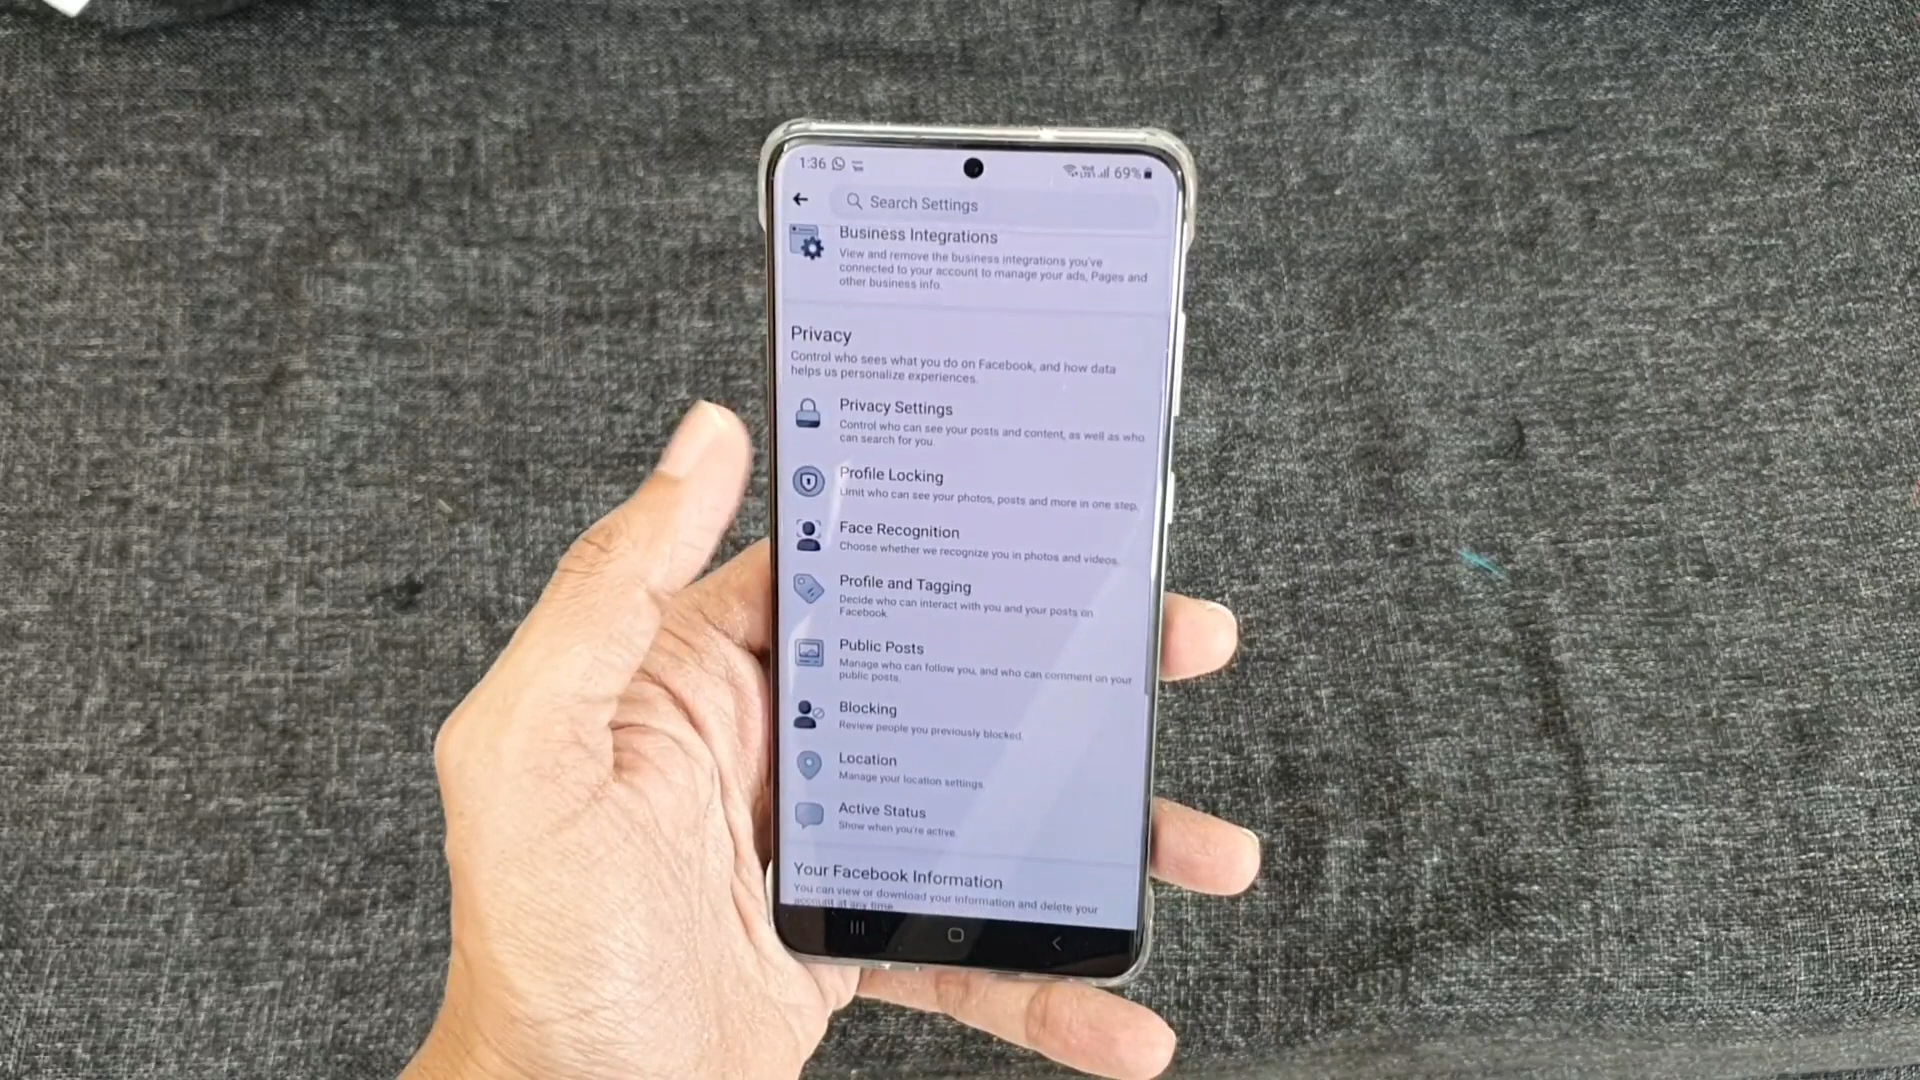 1:36
69%
Search Settings
Business Integrations
View and remove the business integrations you've
connected to your account to manage your ads, Pages and
other business info.
Privacy
Control who sees what you do on Facebook, and how data
helps us personalize experiences.
Privacy Settings
Control who can see your posts and content, as well as who
can search for you.
Profile Locking
Limit who can see your photos, posts and more in one step.
Face Recognition
Choose whether we recognize you in photos and videos.
Profile and Tagging
Decide who can interact with you and your posts on
Facebook.
Public Posts
Manage who can follow you, and who can comment on your
public posts.
Blocking
Review people you previously blocked.
Location
Manage your location settings.
Active Status
Show when you're active.
Your Facebook Information
You can view or download your information and delete your
account at any time.